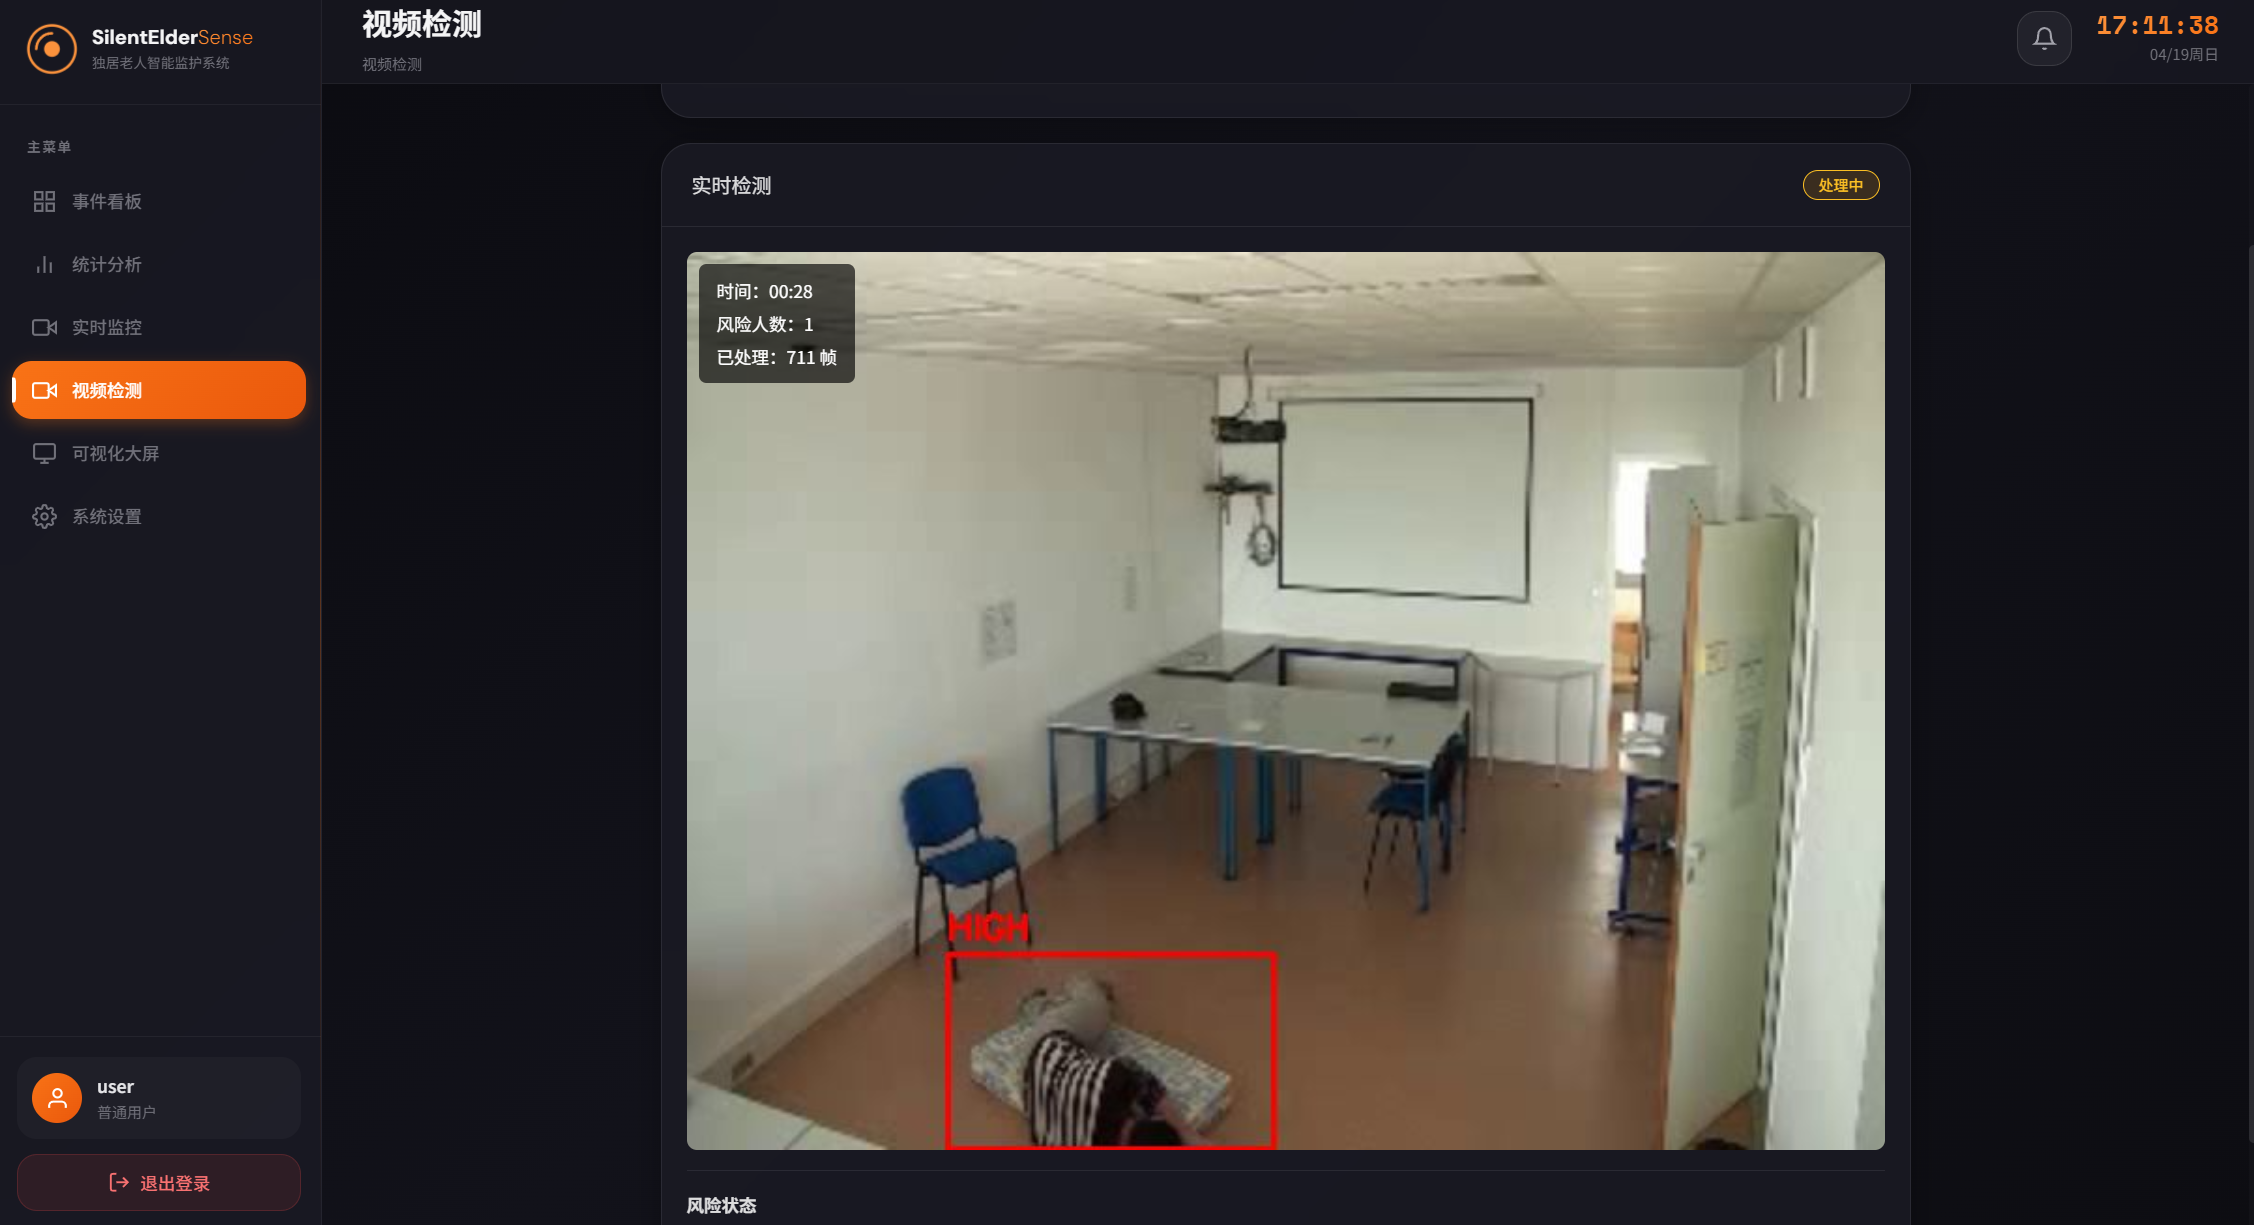 SilentElderSense
独居老人智能监护系统
主菜单
事件看板
统计分析
实时监控
视频检测
可视化大屏
系统设置
user
普通用户
退出登录
视频检测
视频检测
17:11:38
04/19周日
实时检测
处理中
时间：00:28
风险人数：1
已处理：711 帧
HIGH
风险状态